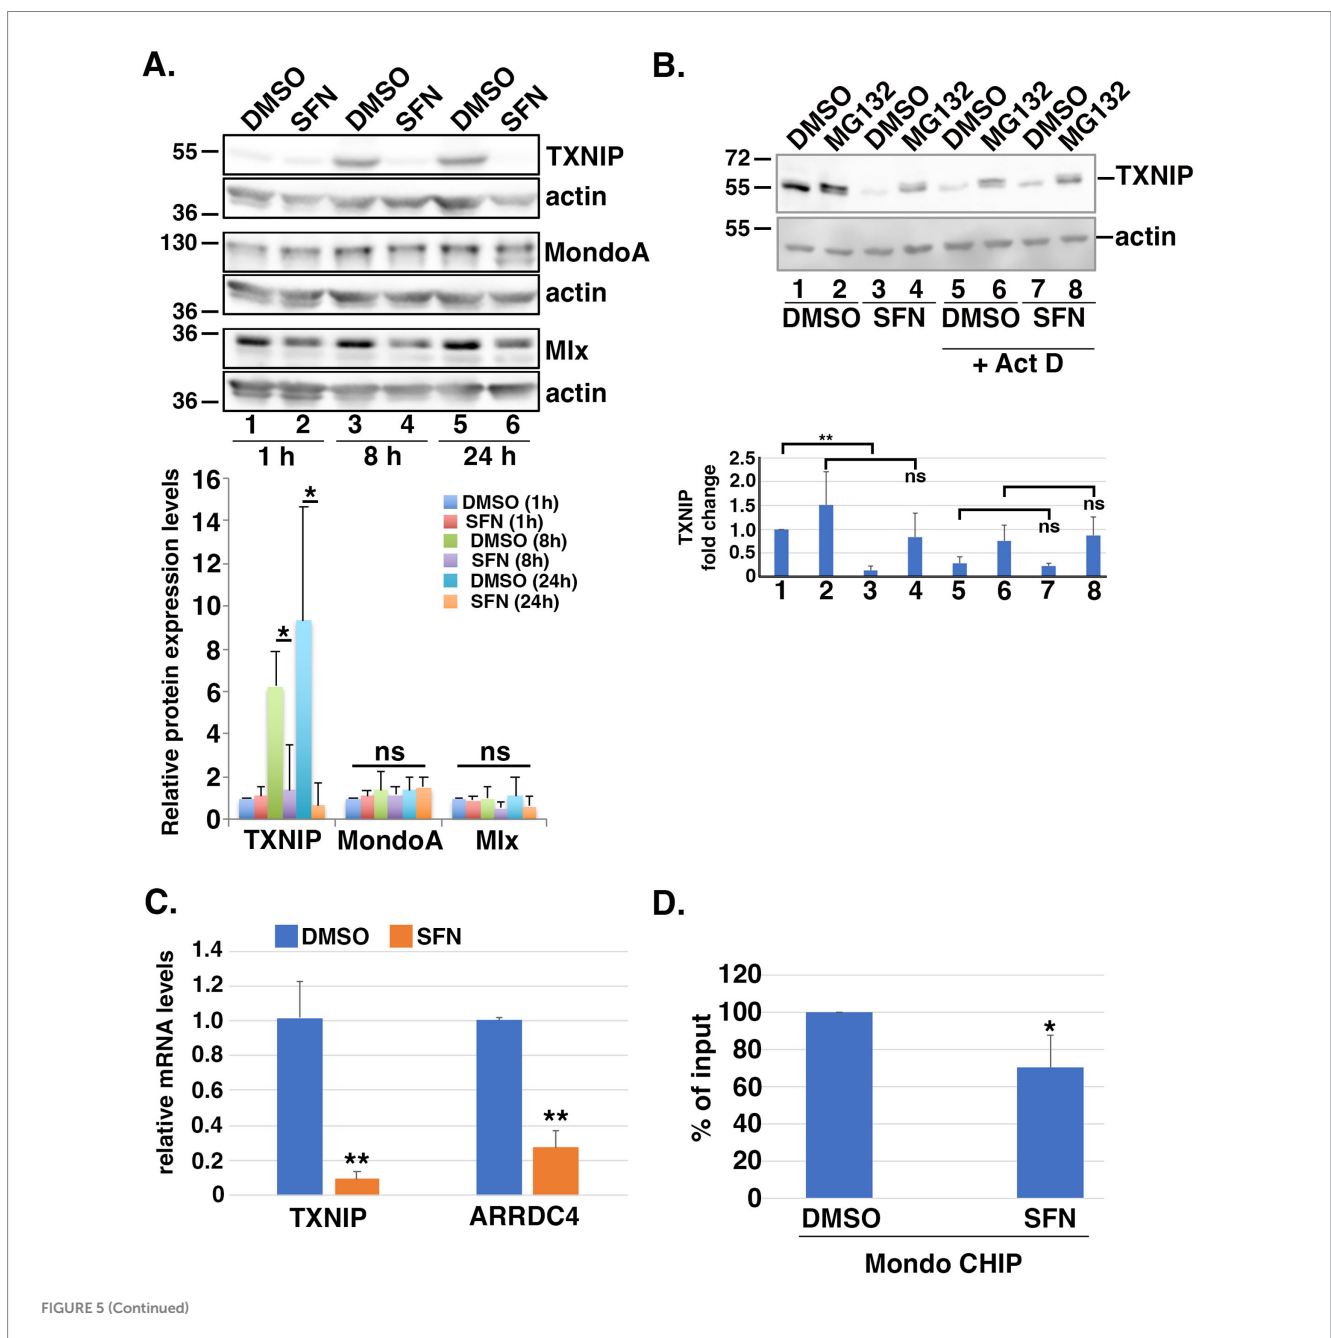 A.
DMSO SFN DMSO SFN DMSO SFN
55 TXNIP
36 actin
130 MondoA
36 actin
36 Mlx
36 actin
1 2 3 4 5 6
1 h 8 h 24 h
Relative protein expression levels
16
14
12
10
8
6
4
2
0
* *
ns ns
DMSO (1h)
SFN (1h)
DMSO (8h)
SFN (8h)
DMSO (24h)
SFN (24h)
TXNIP MondoA Mlx
B.
DMSO MG132 DMSO MG132 DMSO MG132 DMSO MG132
72
55 TXNIP
55
actin
1 2 3 4 5 6 7 8
DMSO SFN DMSO SFN
+ Act D
TXNIP
fold change
2.5
2.0
1.5
1.0
0.5
0
** ns ns ns
1 2 3 4 5 6 7 8
C.
DMSO SFN
relative mRNA levels
1.4
1.2
1.0
0.8
0.6
0.4
0.2
0
** **
TXNIP ARRDC4
D.
% of input
120
100
80
60
40
20
0
*
DMSO SFN
Mondo CHIP
FIGURE 5 (Continued)